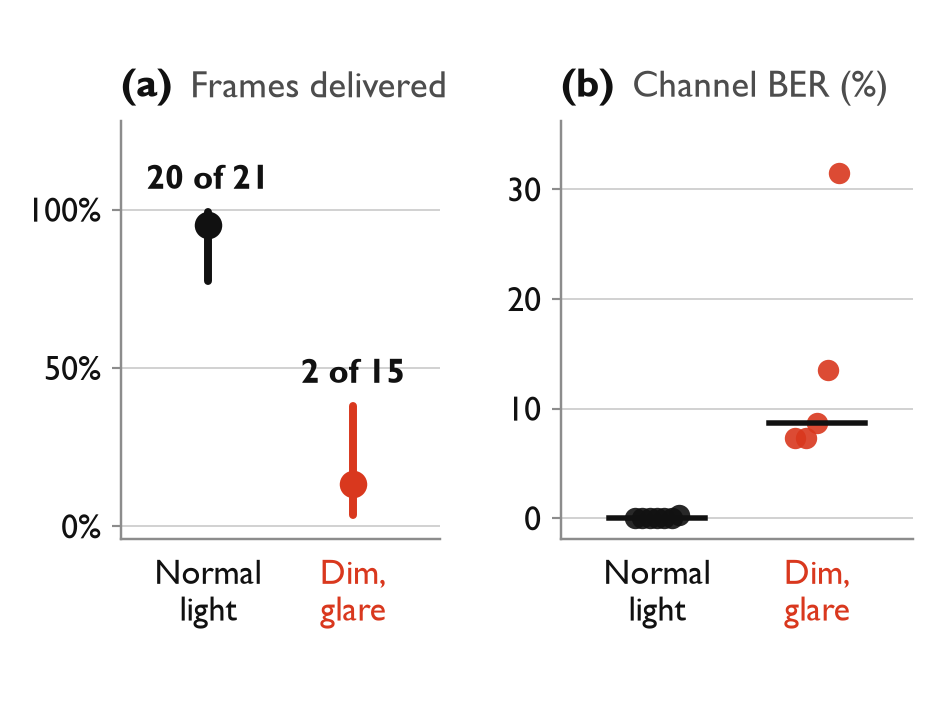 (a) Frames delivered
20 of 21
100%
50%
2 of 15
0%
Normal
light
Dim,
glare
(b) Channel BER (%)
30
20
10
0
Normal
light
Dim,
glare